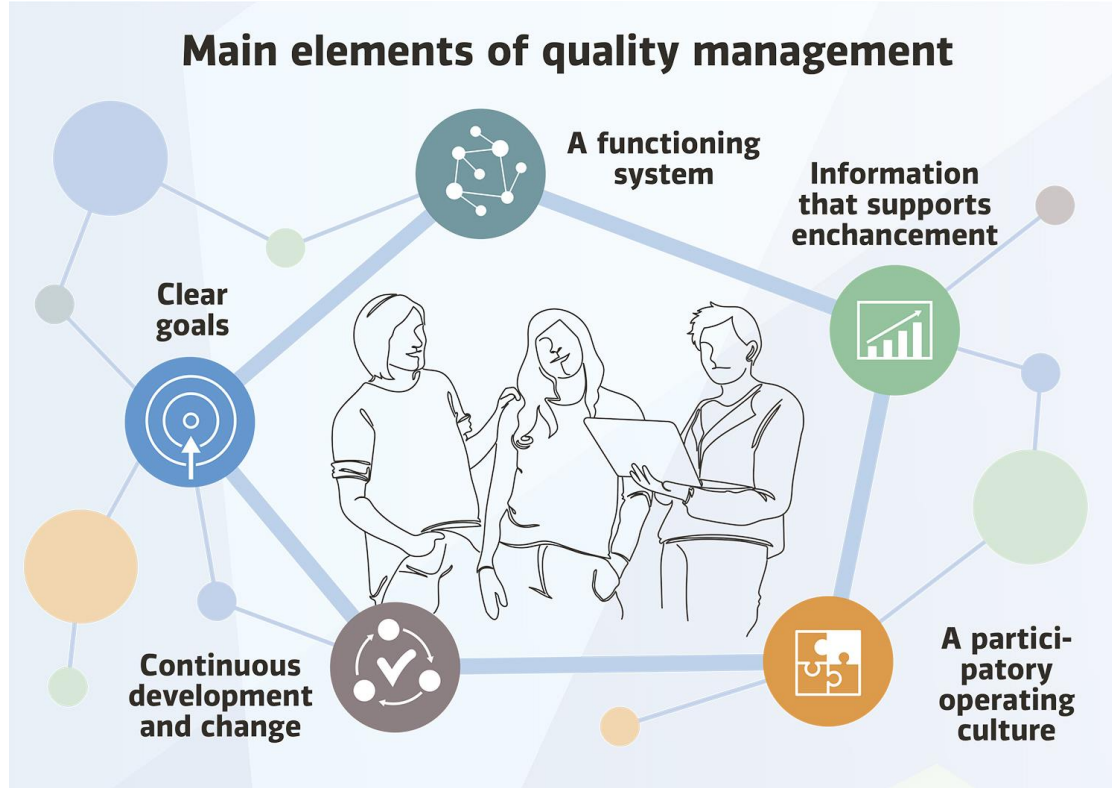 Main elements of quality management
A functioning
system
Information
that supports
enchancement
Clear
goals
Continuous
development
and change
A partici-
patory
operating
culture